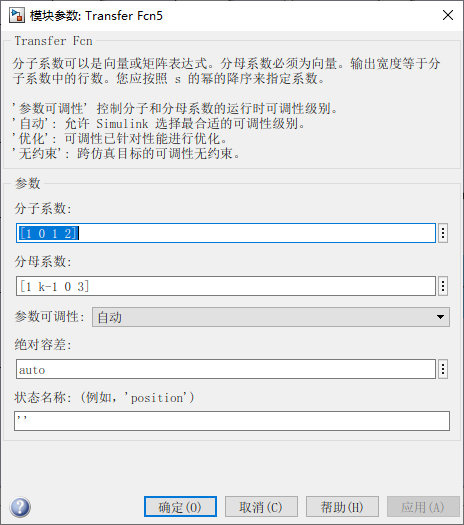 模块参数: Transfer Fcn5
Transfer Fcn
分子系数可以是向量或矩阵表达式。分母系数必须为向量。输出宽度等于分
子系数中的行数。您应按照 s 的幂的降序来指定系数。
'参数可调性' 控制分子和分母系数的运行时可调性级别。
'自动': 允许 Simulink 选择最合适的可调性级别。
'优化': 可调性已针对性能进行优化。
'无约束': 跨仿真目标的可调性无约束。
参数
分子系数:
[1 0 1 2]
分母系数:
[1 k-1 0 3]
参数可调性: 自动
绝对容差:
auto
状态名称: (例如，'position')
''
确定(O) 取消(C) 帮助(H) 应用(A)